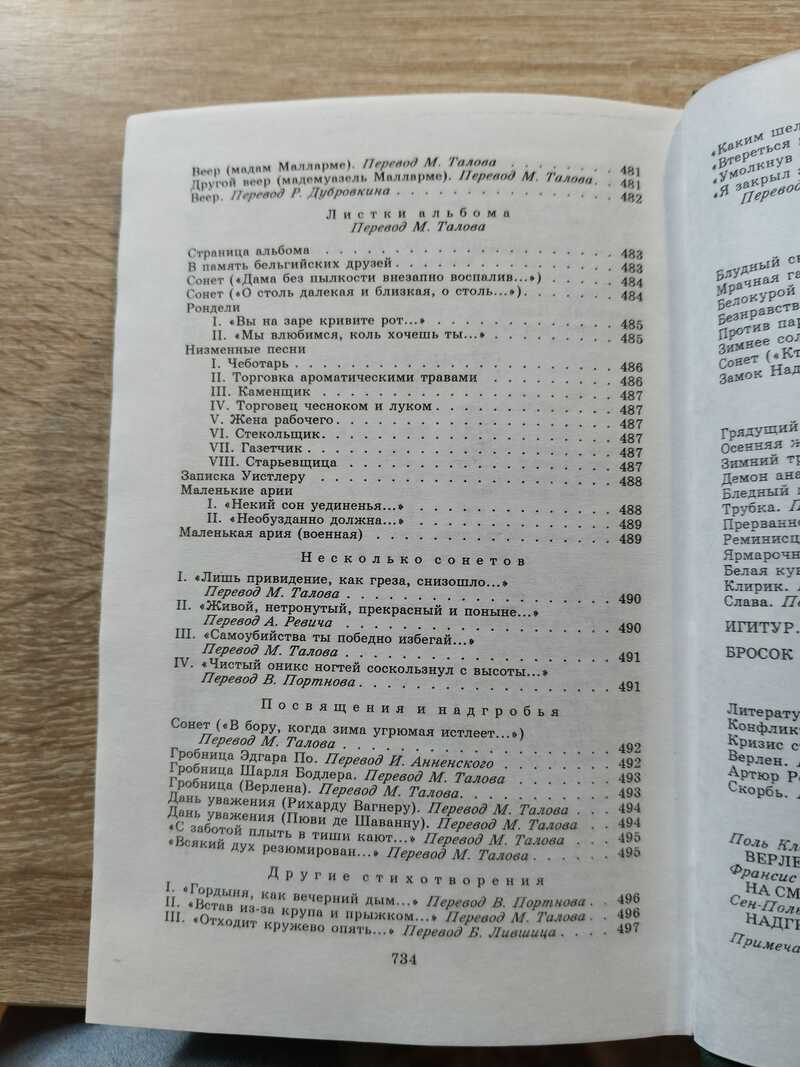 Веер (мадам Малларме). Перевод М. Талова . . . . . . . . 481
Другой веер (мадемуазель Малларме). Перевод М. Талова. . 481
Веер. Перевод Р. Дубровкина . . . . . . . . . . . . . . . . 482
Листки альбома
Перевод М. Талова
Страница альбома . . . . . . . . . . . . . . . . . . . . 483
В память бельгийских друзей . . . . . . . . . . . . . . . 483
Сонет («Дама без пылкости внезапно воспалив...») . . . . . . 484
Сонет («О столь далекая и близкая, о столь...»). . . . . . . 484
Рондели
I. «Вы на заре кривите рот...» . . . . . . . . . . . . . 485
II. «Мы влюбимся, коль хочешь ты...» . . . . . . . . . . 485
Низменные песни
I. Чеботарь . . . . . . . . . . . . . . . . . . . . . . 486
II. Торговка ароматическими травами . . . . . . . . . . 486
III. Каменщик . . . . . . . . . . . . . . . . . . . . . 487
IV. Торговец чесноком и луком . . . . . . . . . . . . . 487
V. Жена рабочего . . . . . . . . . . . . . . . . . . . . 487
VI. Стекольщик . . . . . . . . . . . . . . . . . . . . . 487
VII. Газетчик . . . . . . . . . . . . . . . . . . . . . . 487
VIII. Старьевщица . . . . . . . . . . . . . . . . . . . 487
Записка Уистлеру . . . . . . . . . . . . . . . . . . . . . 488
Маленькие арии
I. «Некий сон уединенья...» . . . . . . . . . . . . . . 488
II. «Необузданно должна...» . . . . . . . . . . . . . . 489
Маленькая ария (военная) . . . . . . . . . . . . . . . . 489
Несколько сонетов
I. «Лишь привидение, как греза, снизошло...»
Перевод М. Талова . . . . . . . . . . . . . . . . . . 490
II. «Живой, нетронутый, прекрасный и поныне...»
Перевод А. Ревича . . . . . . . . . . . . . . . . . . 490
III. «Самоубийства ты победно избегай...»
Перевод М. Талова . . . . . . . . . . . . . . . . . . 491
IV. «Чистый оникс ногтей соскользнул с высоты...»
Перевод В. Портнова . . . . . . . . . . . . . . . . . 491
Посвящения и надгробья
Сонет («В бору, когда зима угрюмая истлеет...»)
Перевод М. Талова . . . . . . . . . . . . . . . . . . 492
Гробница Эдгара По. Перевод И. Анненского . . . . . . . . 492
Гробница Шарля Бодлера. Перевод М. Талова . . . . . . . 493
Гробница (Верлена). Перевод М. Талова. . . . . . . . . . . 493
Дань уважения (Рихарду Вагнеру). Перевод М. Талова . . . 494
Дань уважения (Пюви де Шаванну). Перевод М. Талова . . 494
«С заботой плыть в тиши кают...» Перевод М. Талова . . . 495
«Всякий дух резюмирован...» Перевод М. Талова . . . . . . 495
Другие стихотворения
I. «Гордыня, как вечерний дым...» Перевод В. Портнова . . 496
II. «Встав из-за крупа и прыжком...» Перевод М. Талова . . 496
III. «Отходит кружево опять...» Перевод Б. Лившица . . . . 497
734
«Каким
«Втереться
«Умолкнув
«Я закрыл
Блудный
Мрачная
Белокурой
Против
Зимнее
Сонет
Замок
Грядущий
Осенняя
Зимний
Демон
Бледный
Трубка.
Ярмарочн
Белая
Клирик.
Слава.
ИГИТУР.
БРОСОК
Кризис
Верлен.
Артюр
Скорбь.
Поль
Франсис
НА